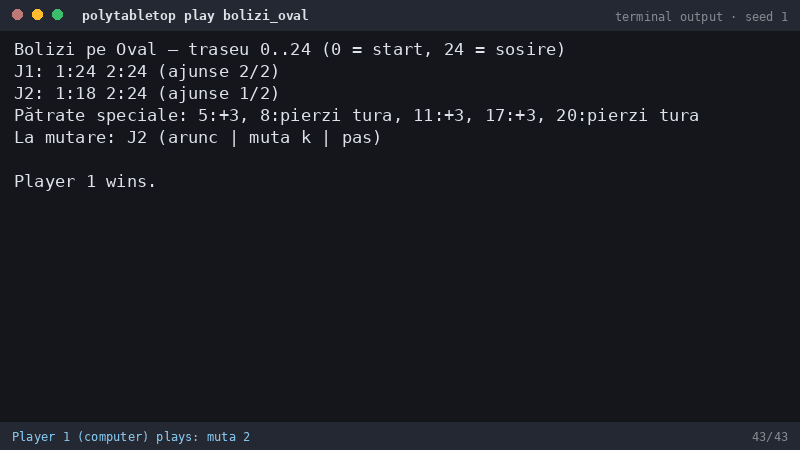 polytabletop play bolizi_oval
terminal output · seed 1
Bolizi pe Oval — traseu 0..24 (0 = start, 24 = sosire)
J1: 1:24 2:24 (ajunse 2/2)
J2: 1:18 2:24 (ajunse 1/2)
Pătrate speciale: 5:+3, 8:pierzi tura, 11:+3, 17:+3, 20:pierzi tura
La mutare: J2 (arunc | muta k | pas)
Player 1 wins.
Player 1 (computer) plays: muta 2
43/43